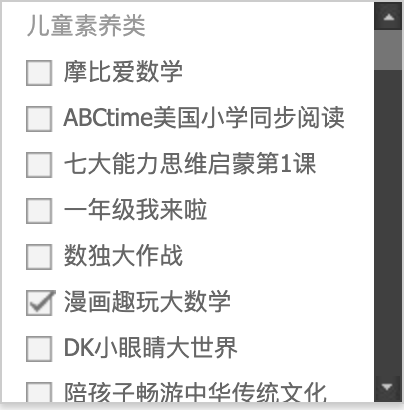 儿童素养类
摩比爱数学
ABCtime美国小学同步阅读
七大能力思维启蒙第1课
一年级我来啦
数独大作战
漫画趣玩大数学
DK小眼睛大世界
陪孩子畅游中华传统文化